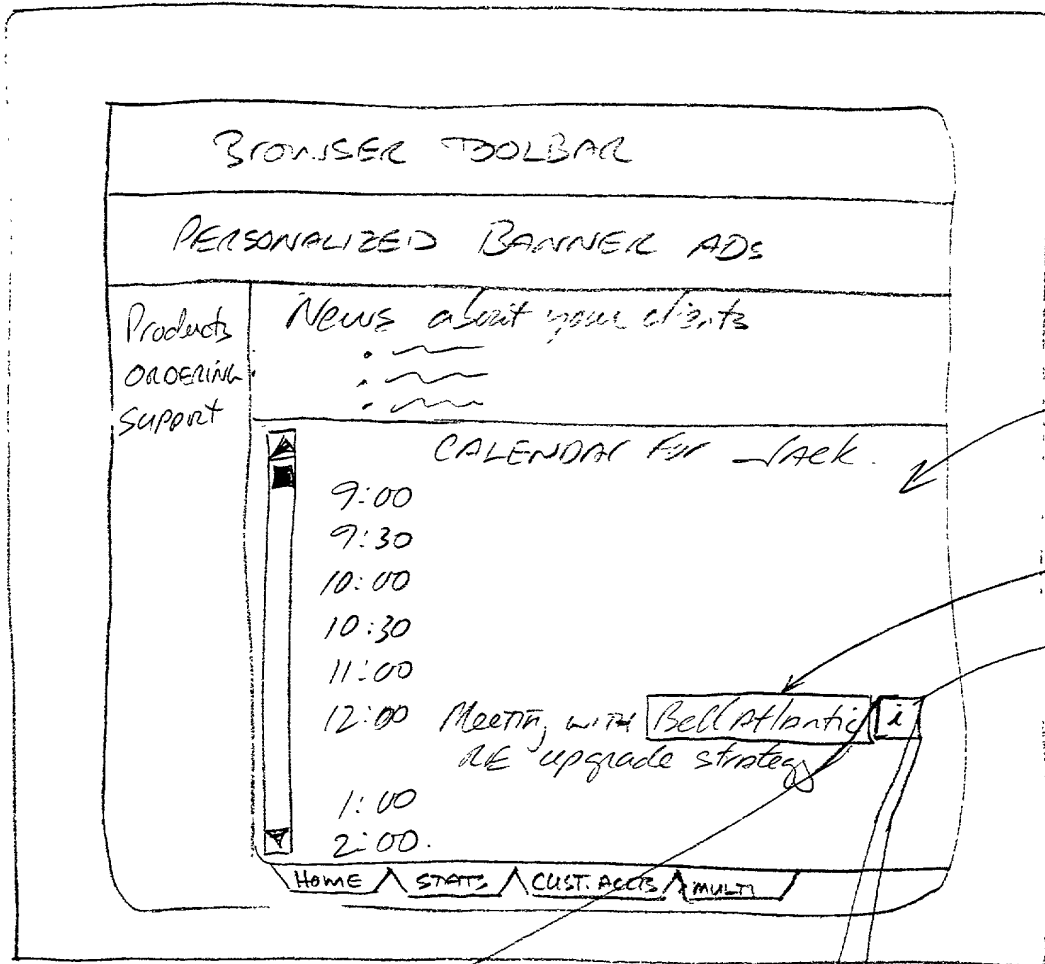 BROWSER TOOLBAR
PERSONALIZED BANNER ADs
Products
ORDERING
Support
News about your clients
CALENDAR For JACK.
9:00
9:30
10:00
10:30
11:00
12:00 Meeting with Bell Atlantic i
RE upgrade strategy
1:00
2:00.
HOME STATS CUST. ACCTS MULTI